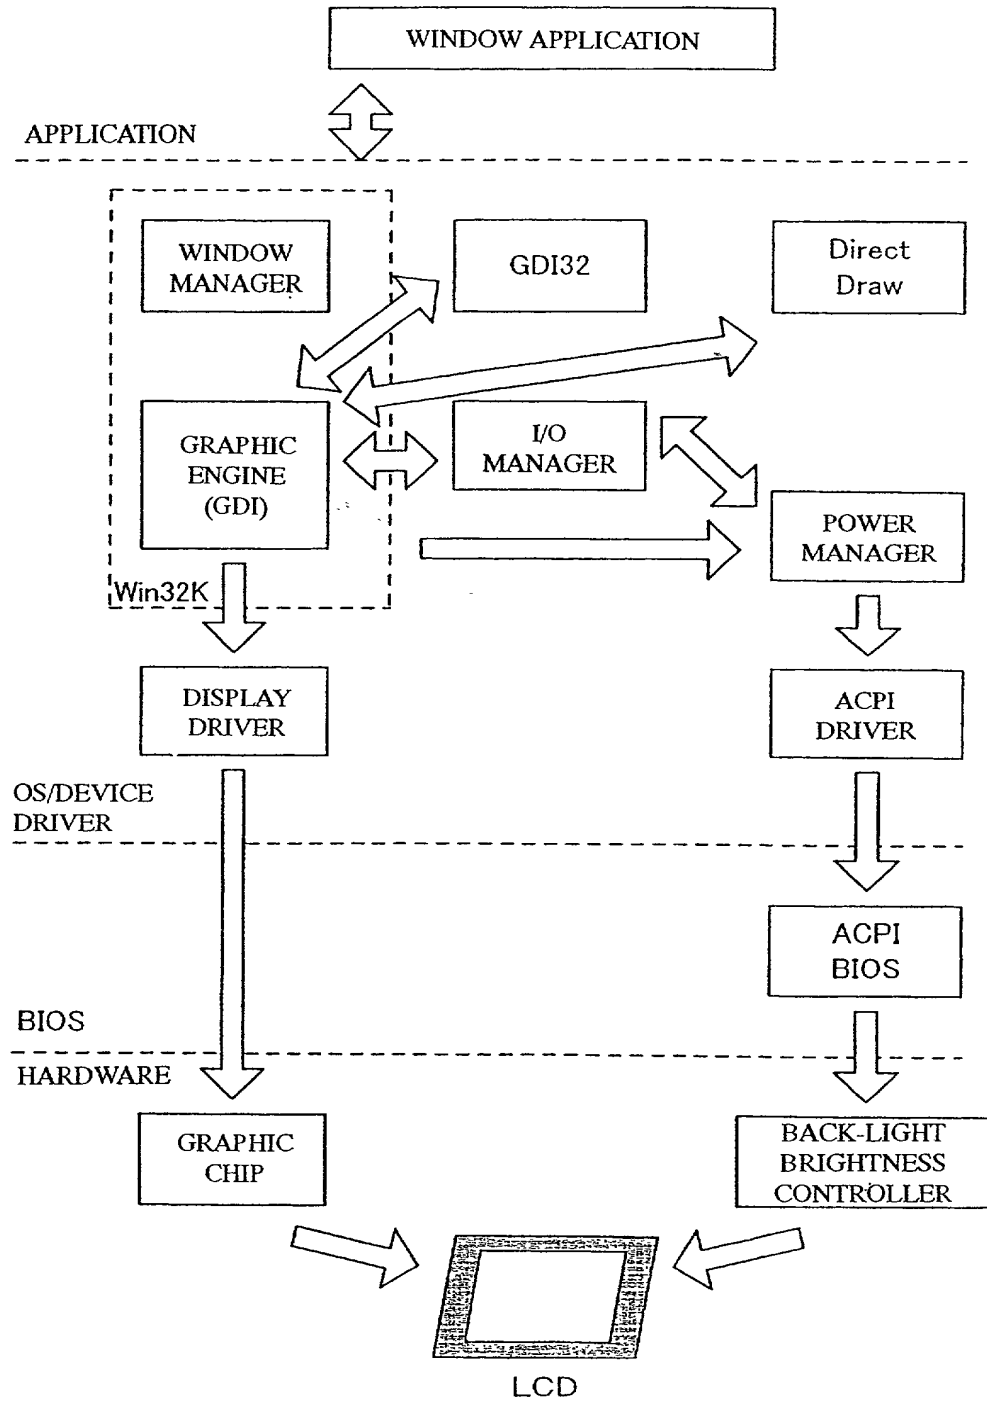 WINDOW APPLICATION
APPLICATION
WINDOW
MANAGER
GDI32
Direct
Draw
GRAPHIC
ENGINE
(GDI)
I/O
MANAGER
POWER
MANAGER
Win32K
DISPLAY
DRIVER
ACPI
DRIVER
OS/DEVICE
DRIVER
ACPI
BIOS
BIOS
HARDWARE
GRAPHIC
CHIP
BACK-LIGHT
BRIGHTNESS
CONTROLLER
LCD